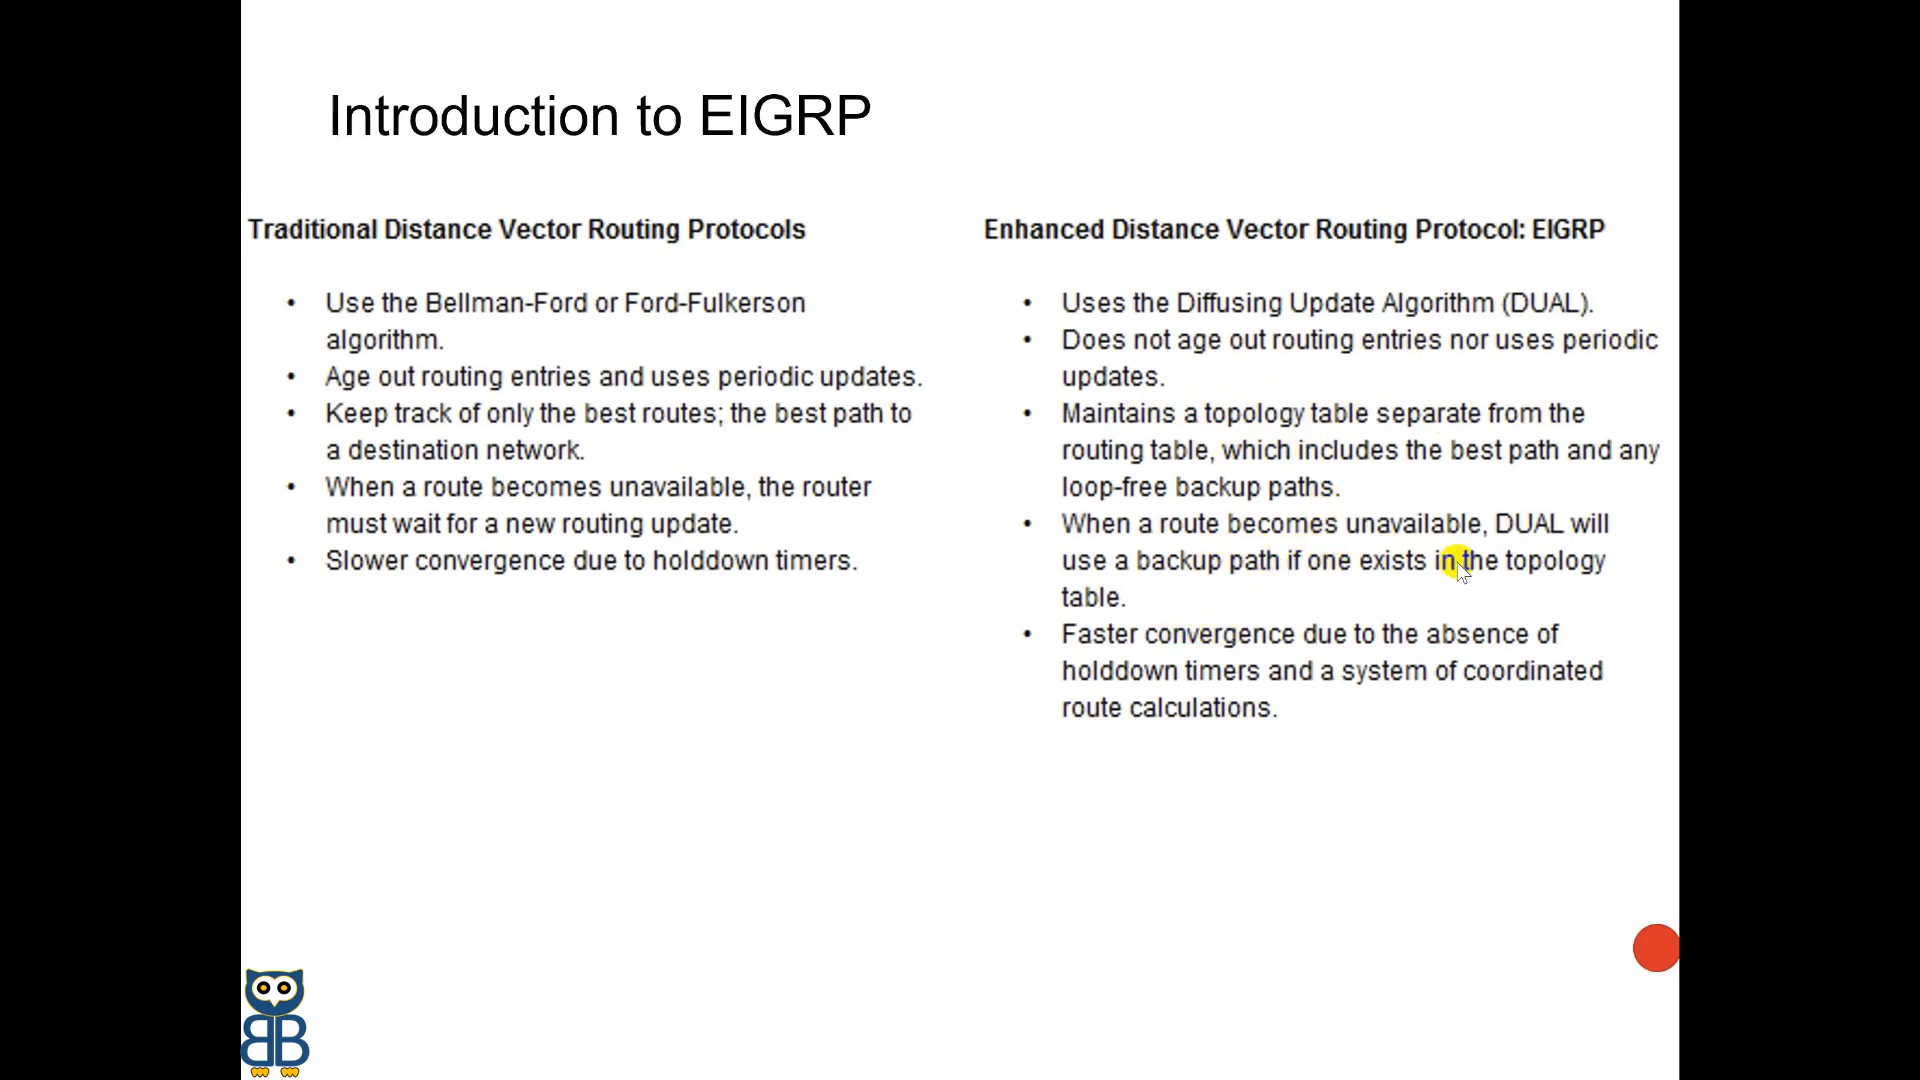 Introduction to EIGRP
Traditional Distance Vector Routing Protocols
• Use the Bellman-Ford or Ford-Fulkerson
algorithm.
• Age out routing entries and uses periodic updates.
• Keep track of only the best routes; the best path to
a destination network.
• When a route becomes unavailable, the router
must wait for a new routing update.
• Slower convergence due to holddown timers.
Enhanced Distance Vector Routing Protocol: EIGRP
• Uses the Diffusing Update Algorithm (DUAL).
• Does not age out routing entries nor uses periodic
updates.
• Maintains a topology table separate from the
routing table, which includes the best path and any
loop-free backup paths.
• When a route becomes unavailable, DUAL will
use a backup path if one exists in the topology
table.
• Faster convergence due to the absence of
holddown timers and a system of coordinated
route calculations.
BB